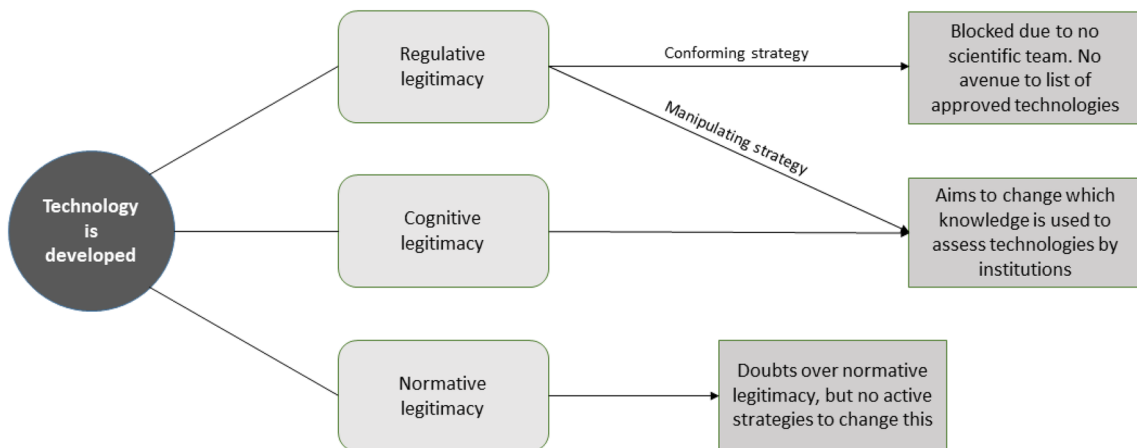 Technology
is
developed
Regulative
legitimacy
Conforming strategy
Blocked due to no
scientific team. No
avenue to list of
approved technologies
Manipulating strategy
Cognitive
legitimacy
Aims to change which
knowledge is used to
assess technologies by
institutions
Normative
legitimacy
Doubts over normative
legitimacy, but no active
strategies to change this